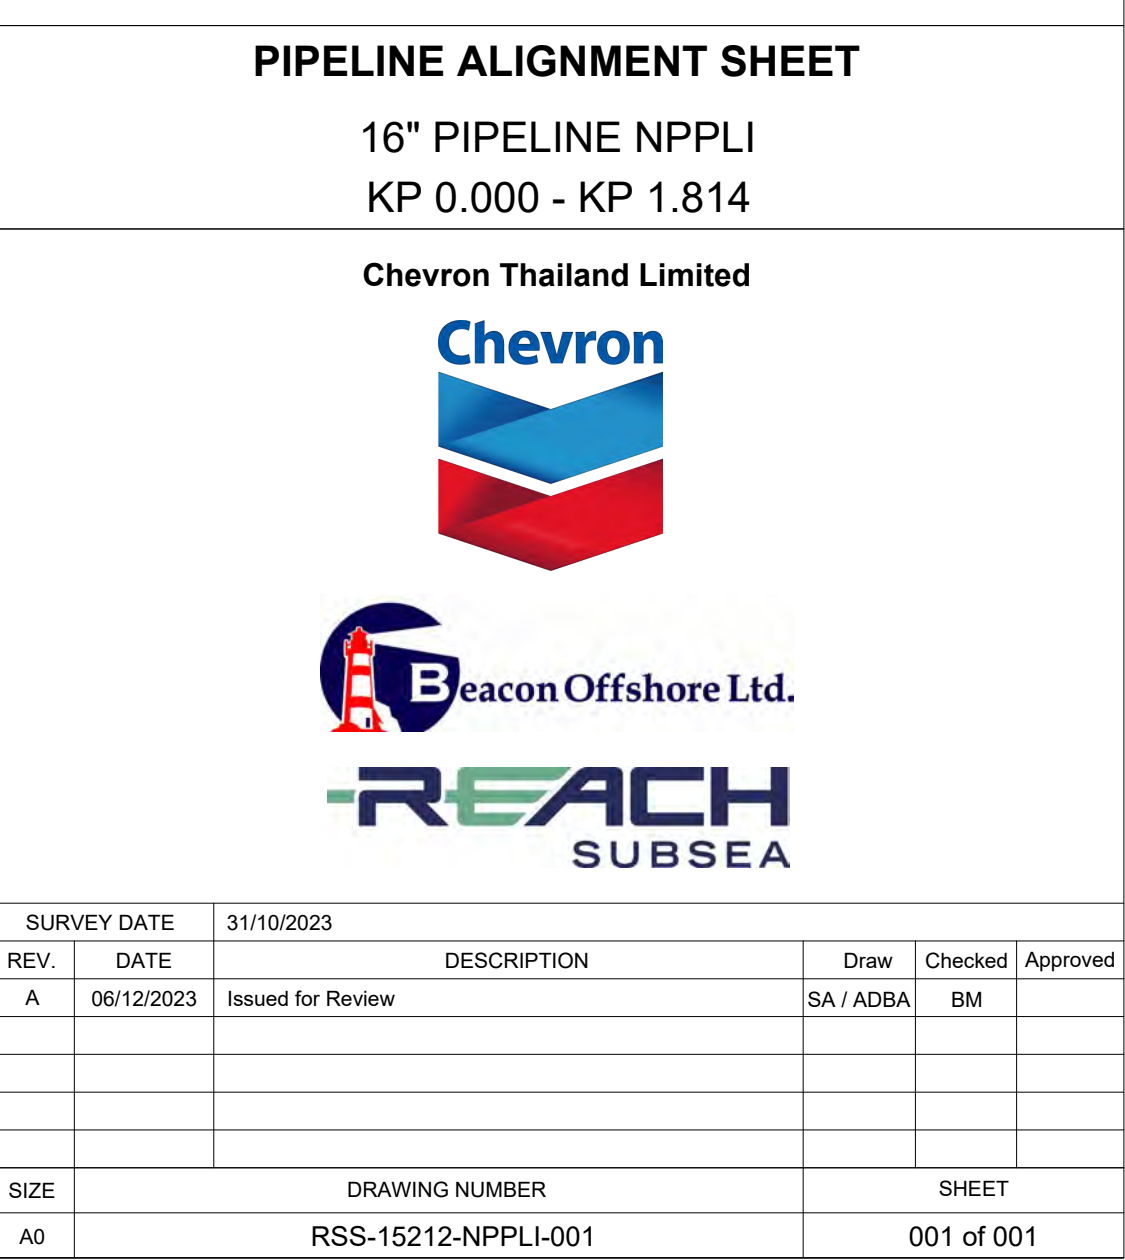 PIPELINE ALIGNMENT SHEET
16" PIPELINE NPPLI
KP 0.000 - KP 1.814
Chevron Thailand Limited
Chevron
Beacon Offshore Ltd.
REACH
SUBSEA
SURVEY DATE 31/10/2023
REV. DATE DESCRIPTION Draw Checked Approved
A 06/12/2023 Issued for Review SA / ADBA BM
SIZE DRAWING NUMBER SHEET
A0 RSS-15212-NPPLI-001 001 of 001